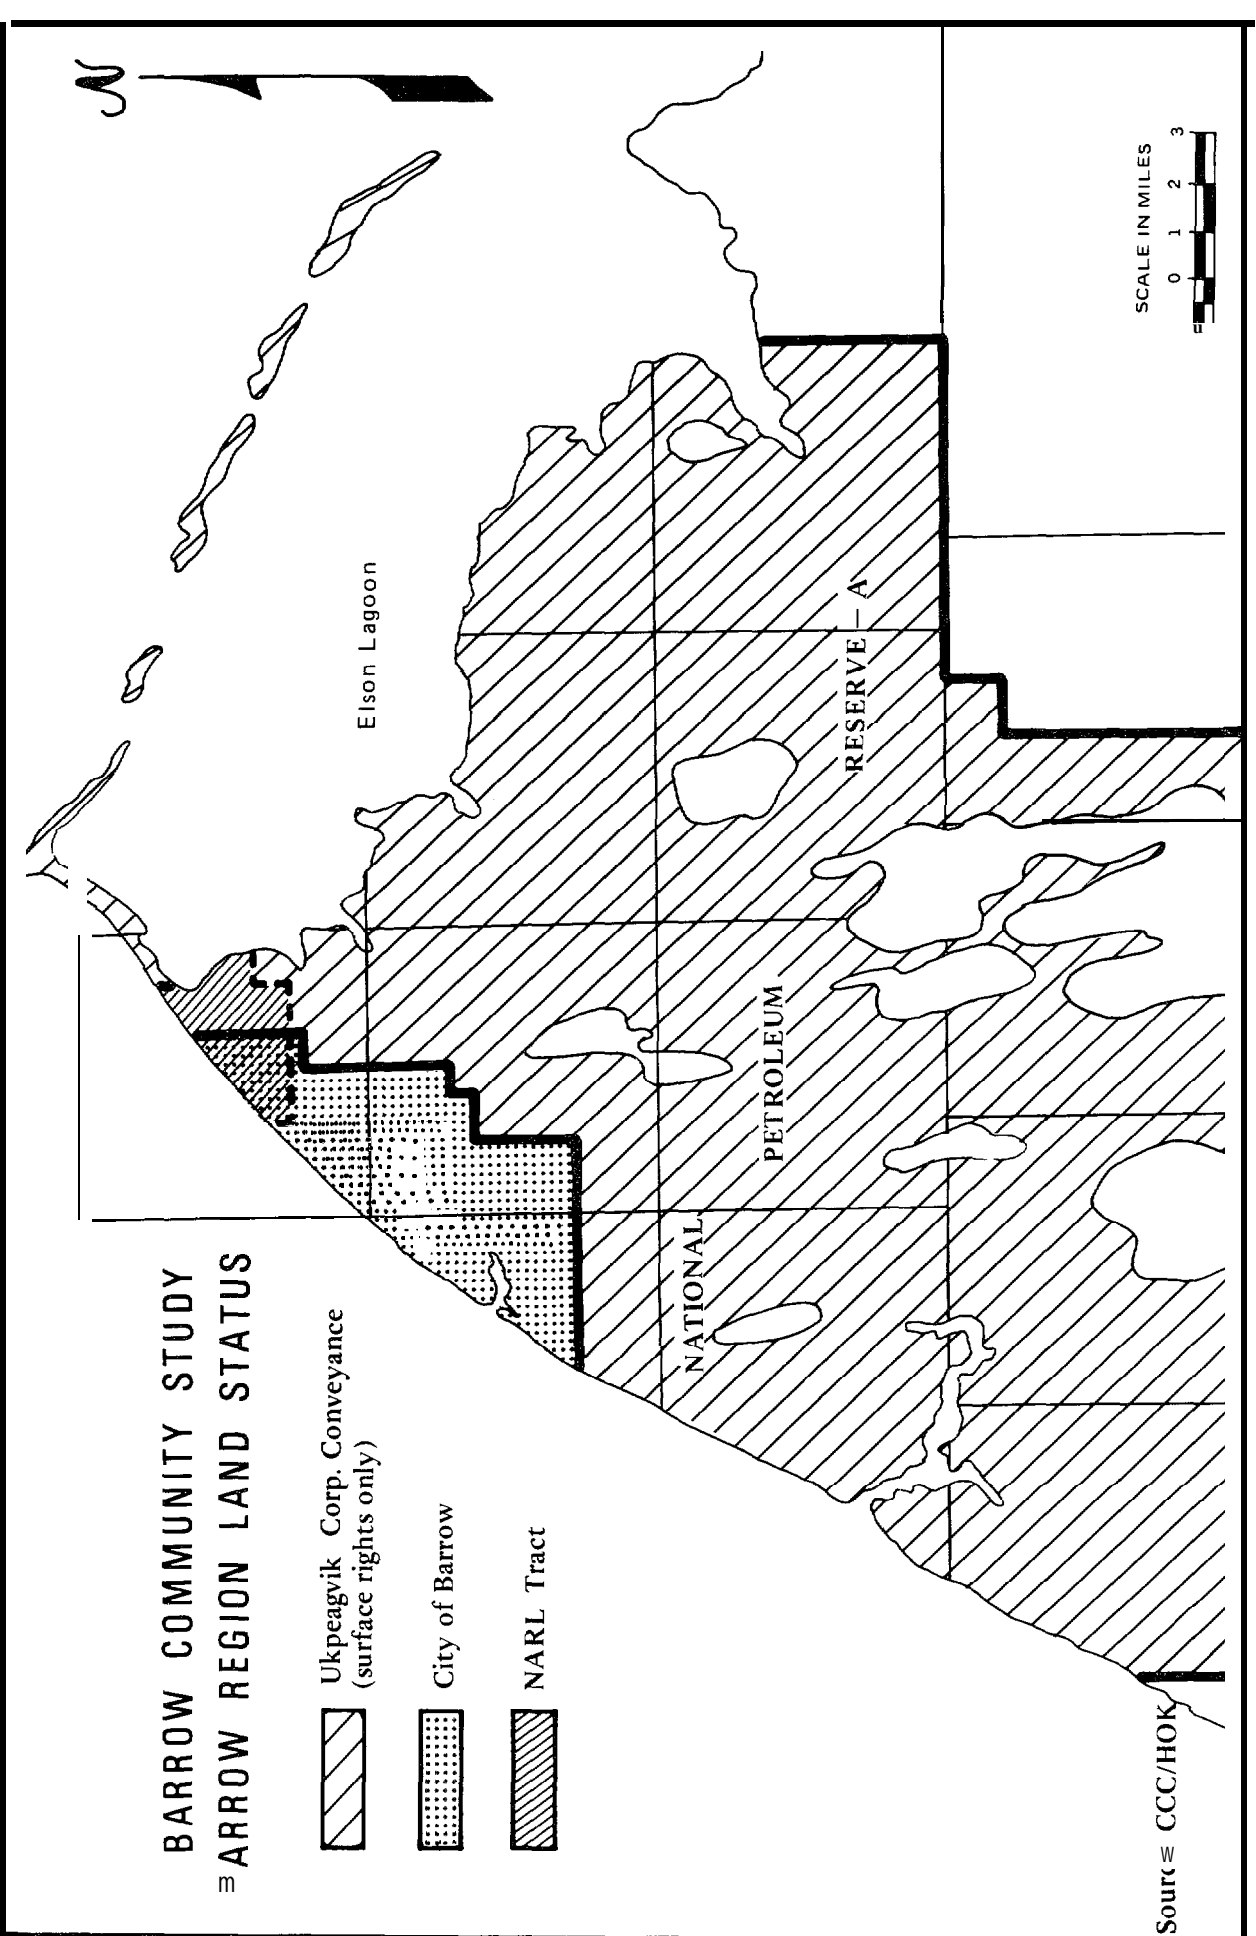 BARROW COMMUNITY STUDY
mARROW REGION LAND STATUS
Ukpeagvik Corp. Conveyance
(surface rights only)
City of Barrow
NARL Tract
N
Elson Lagoon
NATIONAL
PETROLEUM
RESERVE — A
SCALE IN MILES
0 1 2 3
CCC/HOK